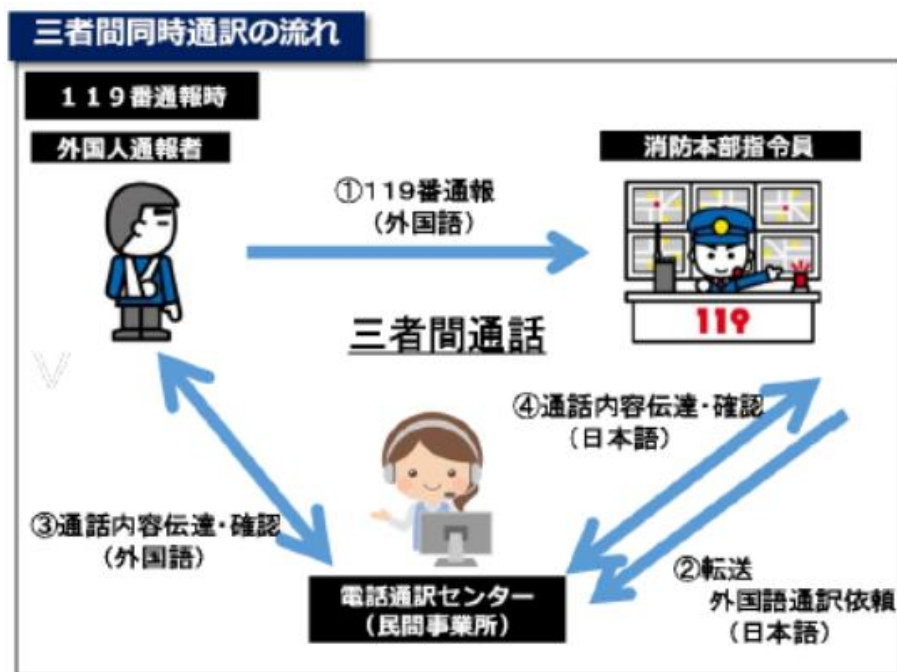 三者間同時通訳の流れ
119番通報時
外国人通報者
消防本部指令員
①119番通報
(外国語)
119
三者間通話
④通話内容伝達・確認
(日本語)
③通話内容伝達・確認
(外国語)
②転送
外国語通訳依頼
(日本語)
電話通訳センター
(民間事業所)